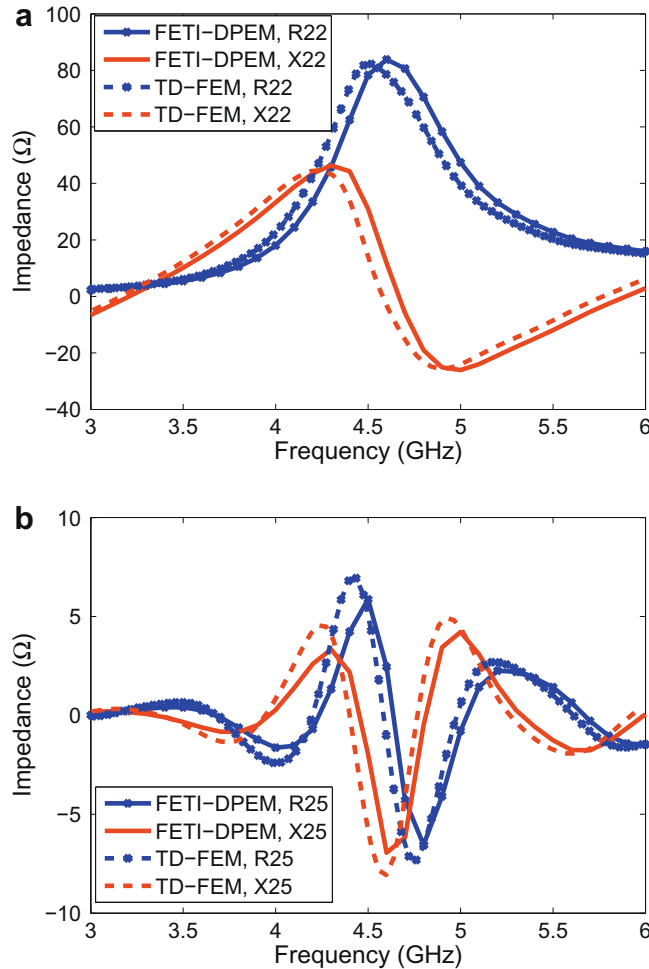 a
100
80
60
40
20
0
−20
−40
Impedance (Ω)
FETI−DPEM, R22
FETI−DPEM, X22
TD−FEM, R22
TD−FEM, X22
3
3.5
4
4.5
5
5.5
6
Frequency (GHz)
b
10
5
0
−5
−10
Impedance (Ω)
FETI−DPEM, R25
FETI−DPEM, X25
TD−FEM, R25
TD−FEM, X25
3
3.5
4
4.5
5
5.5
6
Frequency (GHz)